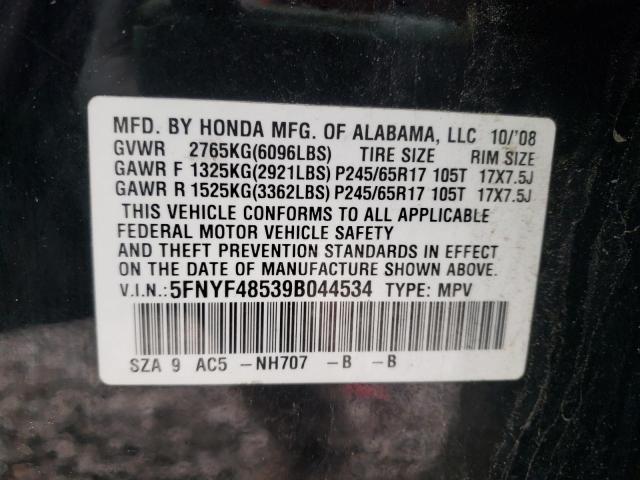 MFD. BY HONDA MFG. OF ALABAMA, LLC 10/'08
GVWR 2765KG(6096LBS) TIRE SIZE RIM SIZE
GAWR F 1325KG(2921LBS) P245/65R17 105T 17X7.5J
GAWR R 1525KG(3362LBS) P245/65R17 105T 17X7.5J
THIS VEHICLE CONFORMS TO ALL APPLICABLE
FEDERAL MOTOR VEHICLE SAFETY
AND THEFT PREVENTION STANDARDS IN EFFECT
ON THE DATE OF MANUFACTURE SHOWN ABOVE.
V.I.N.:5FNYF48539B044534 TYPE: MPV
SZA 9 AC5 -NH707 -B -B